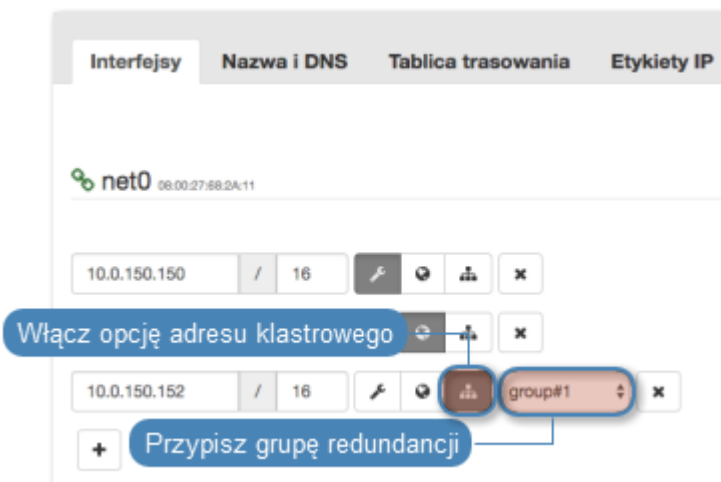 Interfejsy Nazwa i DNS Tablica trasowania Etykiety IP
net0 08:00:27:68:2A:11
10.0.150.150 / 16
Włącz opcję adresu klastrowego
10.0.150.152 / 16 group#1
+ Przypisz grupę redundancji